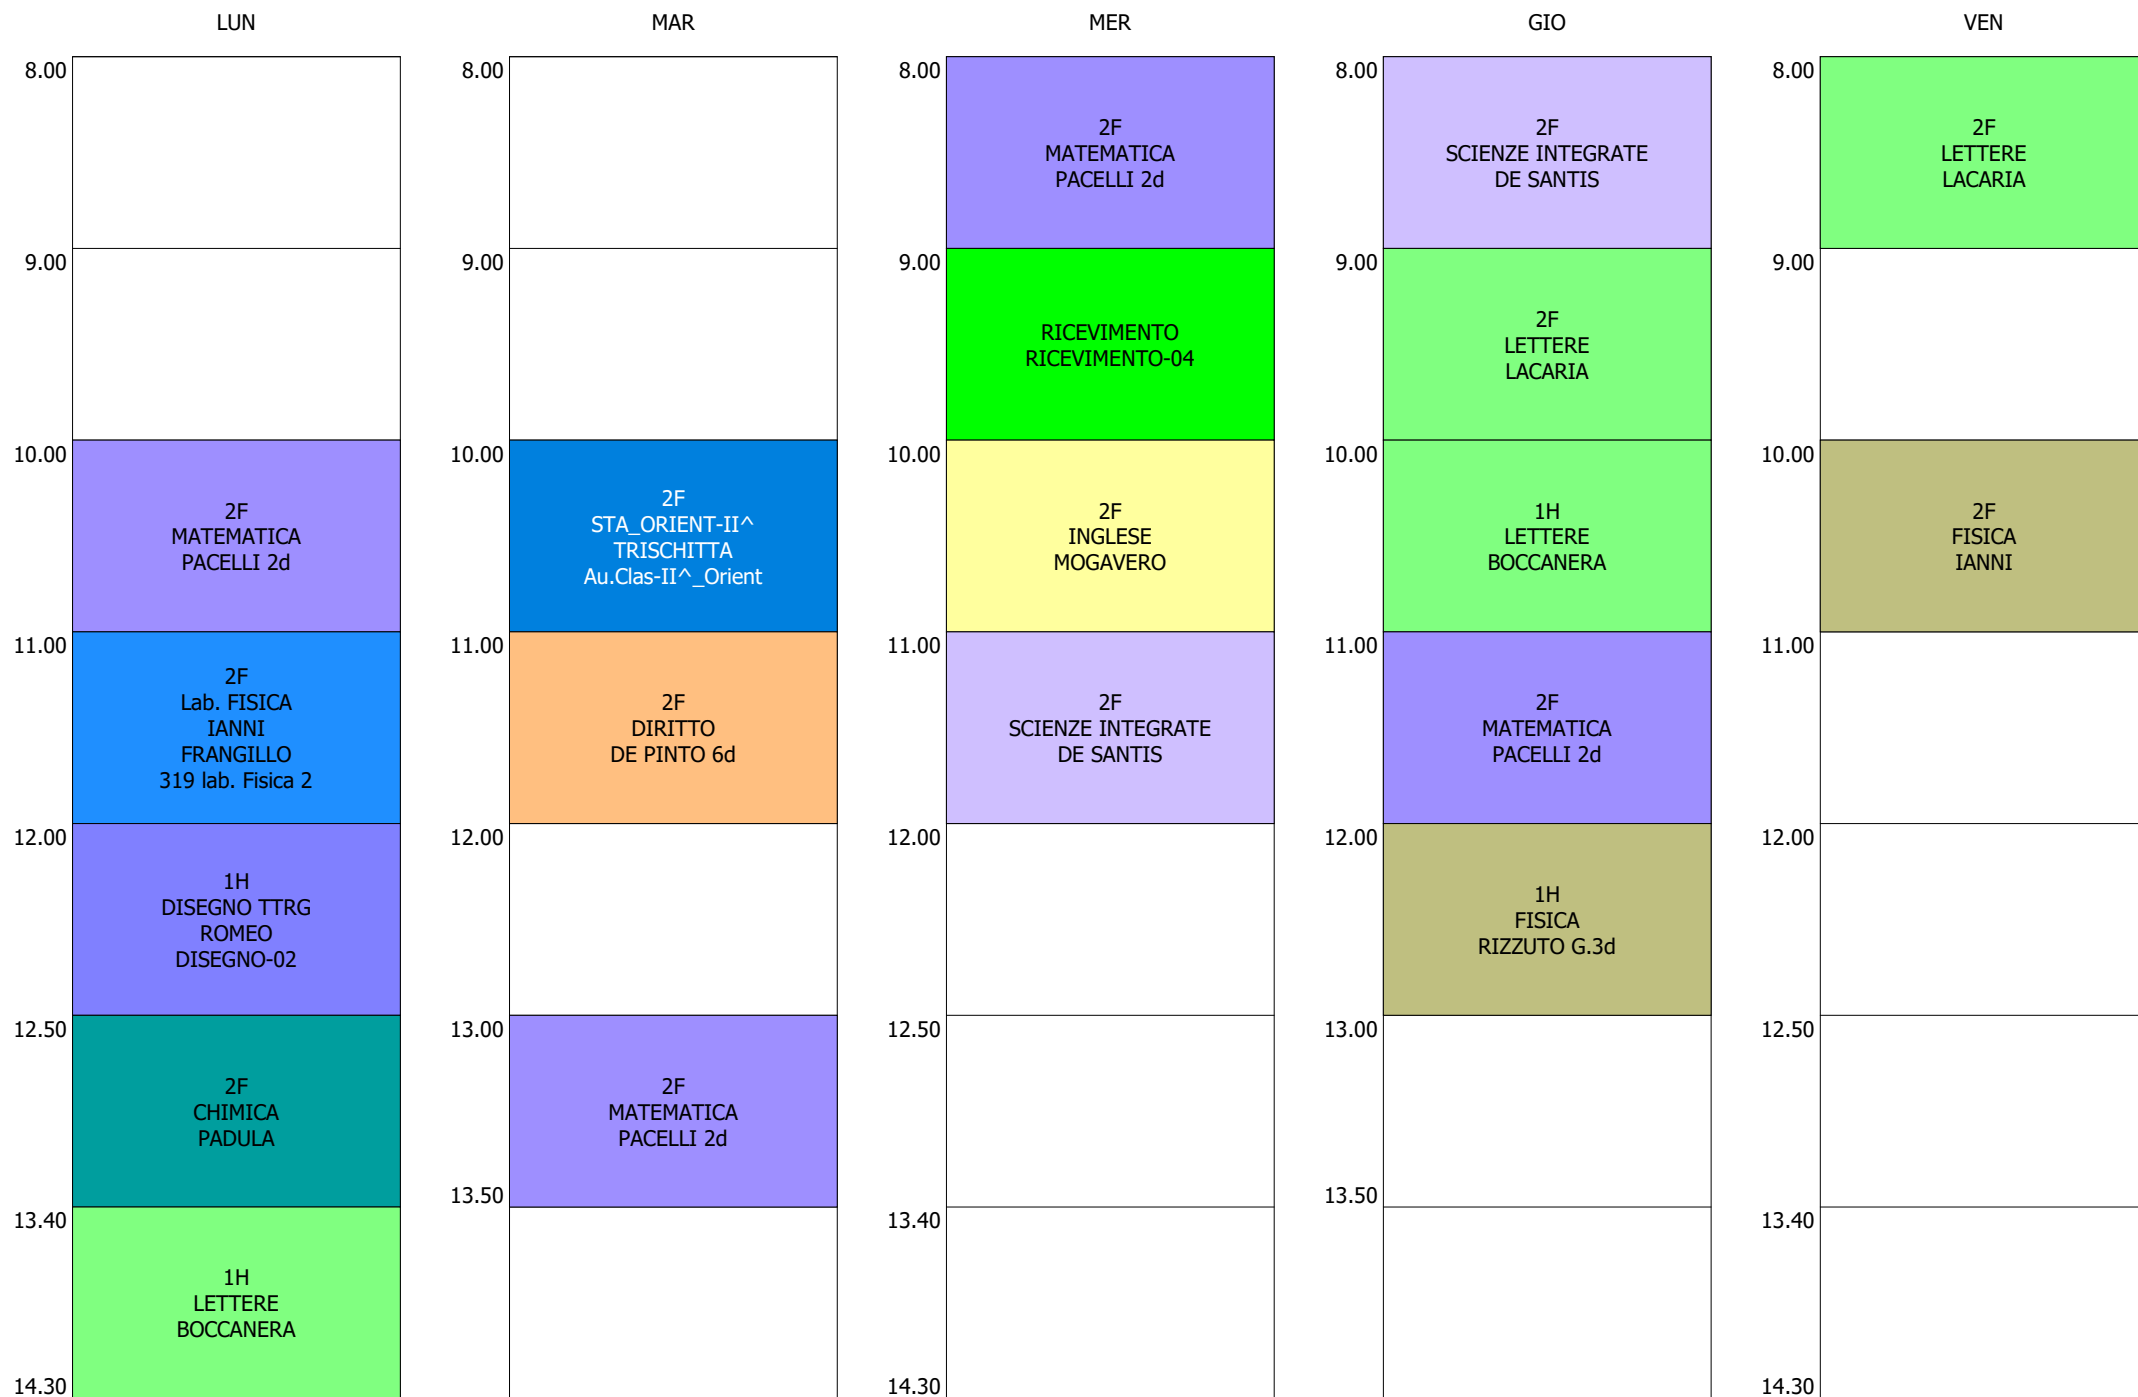 LUN
8.00
9.00
10.00
2F
MATEMATICA
PACELLI 2d
11.00
2F
Lab. FISICA
IANNI
FRANGILLO
319 lab. Fisica 2
12.00
1H
DISEGNO TTRG
ROMEO
DISEGNO-02
12.50
2F
CHIMICA
PADULA
13.40
1H
LETTERE
BOCCANERA
14.30
MAR
8.00
9.00
10.00
2F
STA_ORIENT-II^
TRISCHITTA
Au.Clas-II^_Orient
11.00
2F
DIRITTO
DE PINTO 6d
12.00
13.00
2F
MATEMATICA
PACELLI 2d
13.50
MER
8.00
2F
MATEMATICA
PACELLI 2d
9.00
RICEVIMENTO
RICEVIMENTO-04
10.00
2F
INGLESE
MOGAVERO
11.00
2F
SCIENZE INTEGRATE
DE SANTIS
12.00
12.50
13.40
14.30
GIO
8.00
2F
SCIENZE INTEGRATE
DE SANTIS
9.00
2F
LETTERE
LACARIA
10.00
1H
LETTERE
BOCCANERA
11.00
2F
MATEMATICA
PACELLI 2d
12.00
1H
FISICA
RIZZUTO G.3d
13.00
13.50
VEN
8.00
2F
LETTERE
LACARIA
9.00
10.00
2F
FISICA
IANNI
11.00
12.00
12.50
13.40
14.30